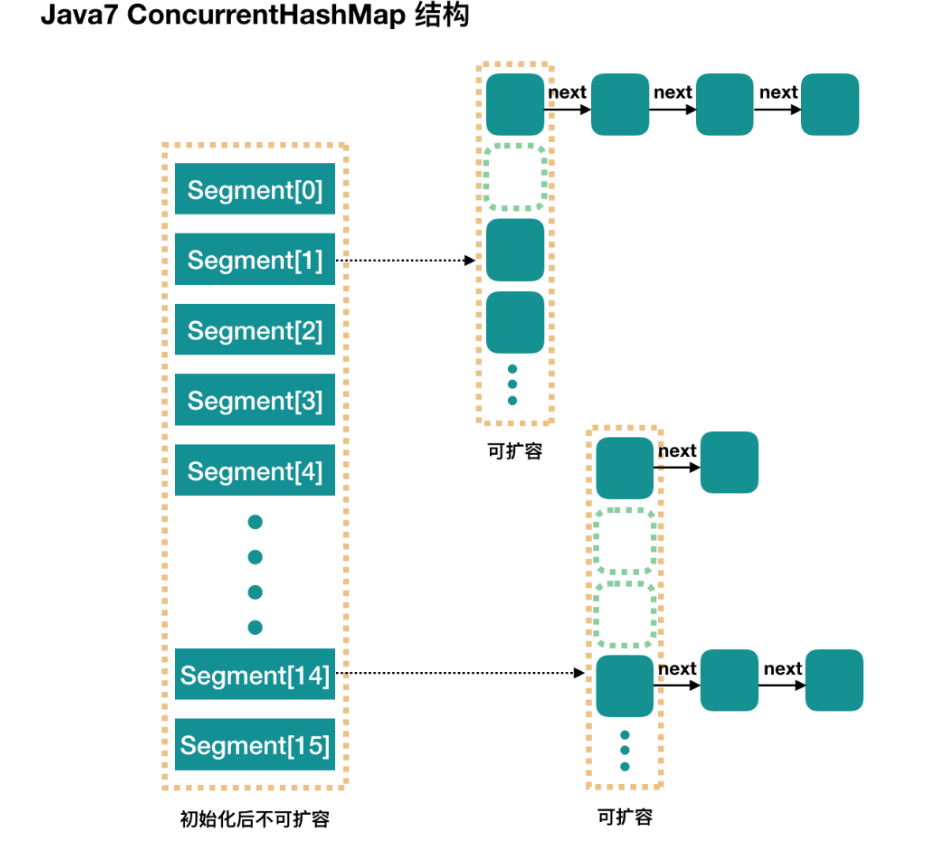 Java7 ConcurrentHashMap 结构
next next next
Segment[0]
Segment[1]
Segment[2]
Segment[3]
Segment[4]
可扩容
next
Segment[14]
next next
Segment[15]
初始化后不可扩容
可扩容